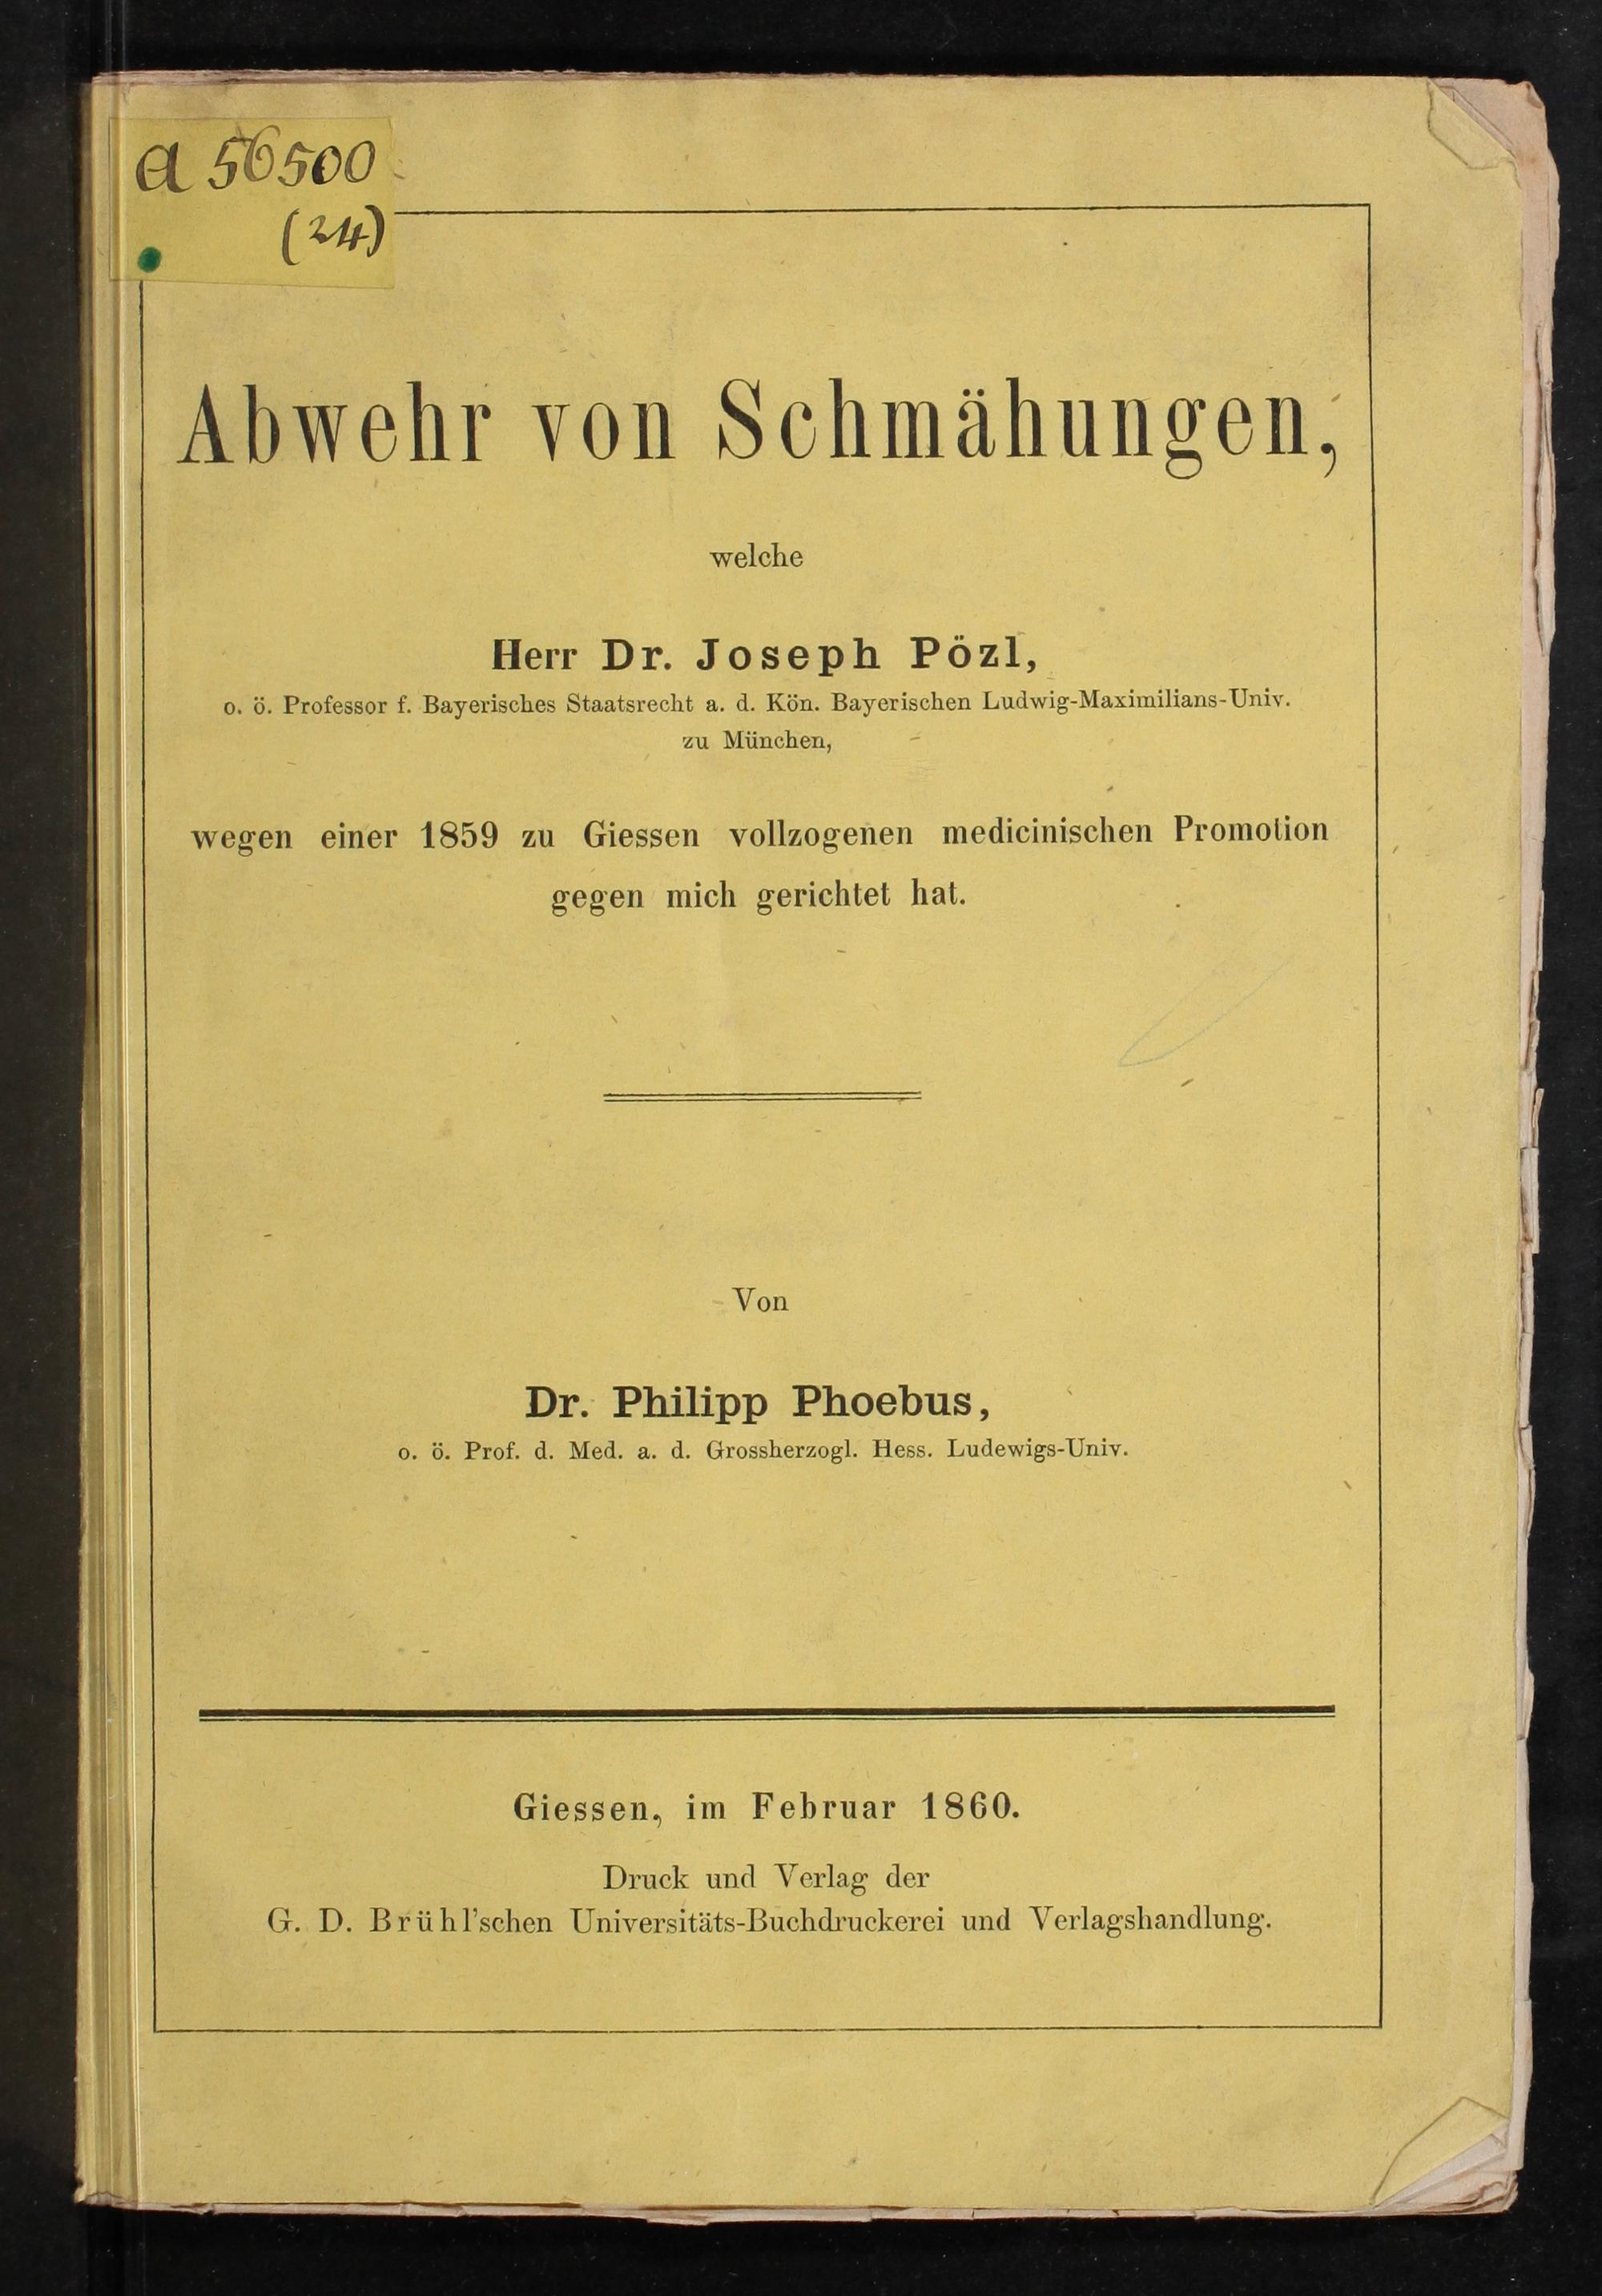 a 56500
(24)
Abwehr von Schmähungen,
welche
Herr Dr. Joseph Pözl,
o. ö. Professor f. Bayerisches Staatsrecht a. d. Kön. Bayerischen Ludwig-Maximilians-Univ.
zu München,
wegen einer 1859 zu Giessen vollzogenen medicinischen Promotion
gegen mich gerichtet hat.
Von
Dr. Philipp Phoebus,
o. ö. Prof. d. Med. a. d. Grossherzogl. Hess. Ludewigs-Univ.
Giessen, im Februar 1860.
Druck und Verlag der
G. D. Brühl'schen Universitäts-Buchdruckerei und Verlagshandlung.